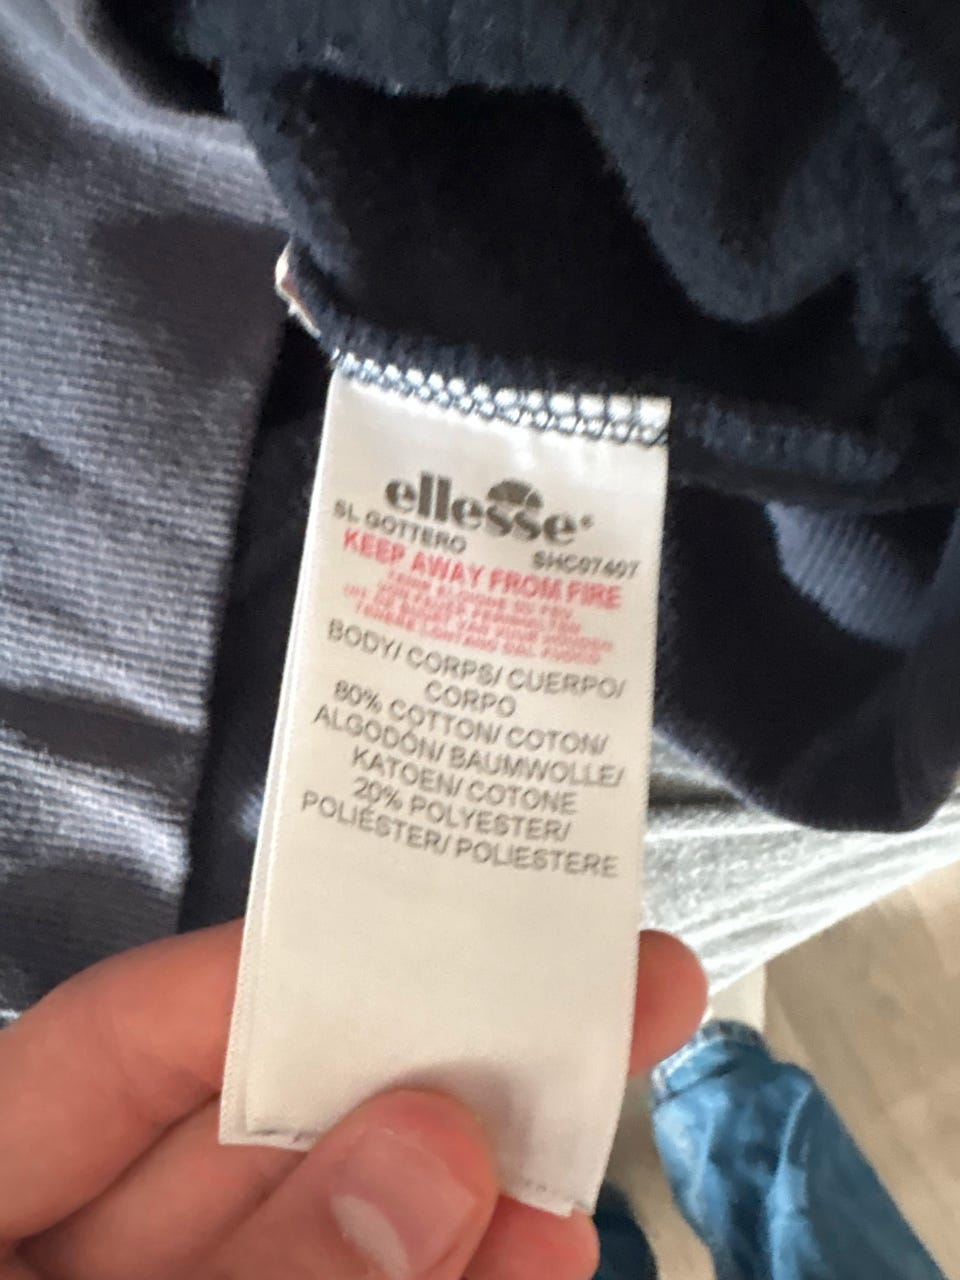 ellesse
SL GOTTERO SHC07407
KEEP AWAY FROM FIRE
BODY/ CORPS/ CUERPO/
CORPO
80% COTTON/ COTON/
ALGODÓN/ BAUMWOLLE/
KATOEN/ COTONE
20% POLYESTER/
POLIÉSTER/ POLIESTERE